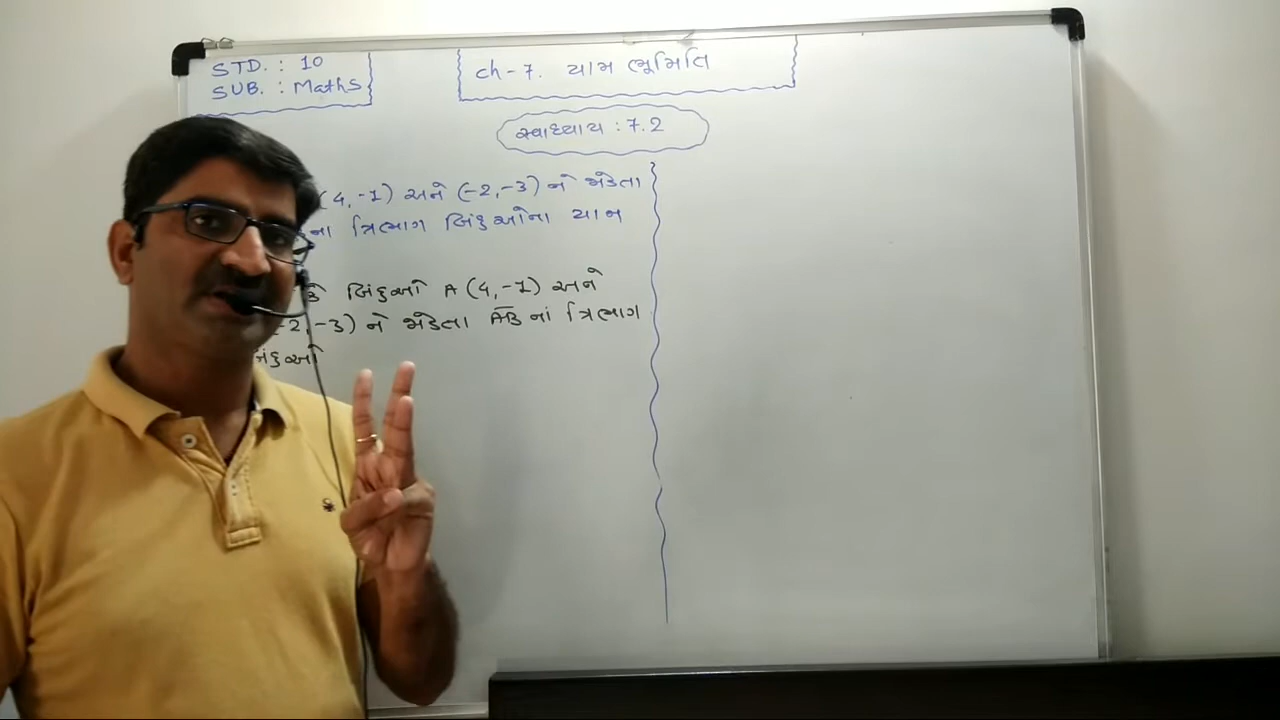 STD. : 10
SUB. : Maths
ch-7. યામ ભૂમિતિ
સ્વાધ્યાય : 7.2
(4,-1) અને (-2,-3) ને જોડતા
ના ત્રિભાગ બિંદુઓના યામ
કે બિંદુઓ A (4,-1) અને
-2,-3) ને જોડતા AB નાં ત્રિભાગ
બિંદુઓ